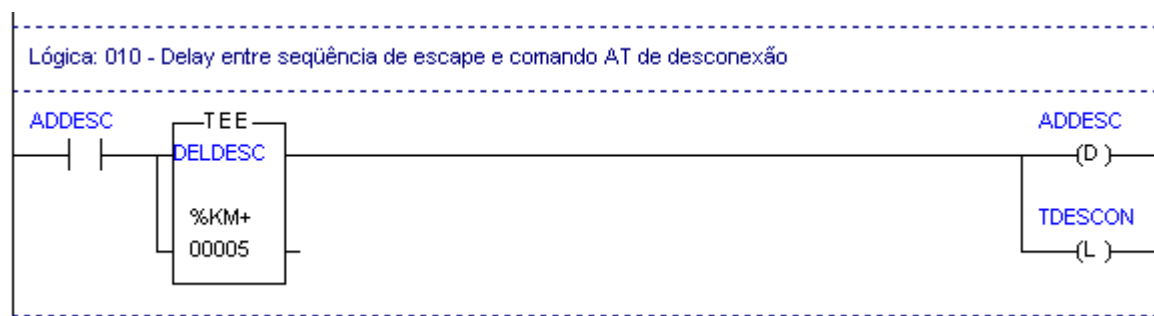 Lógica: 010 - Delay entre seqüência de escape e comando AT de desconexão
ADDESC
TEE
DELDESC
%KM+
00005
ADDESC
(D)
TDESCON
(L)